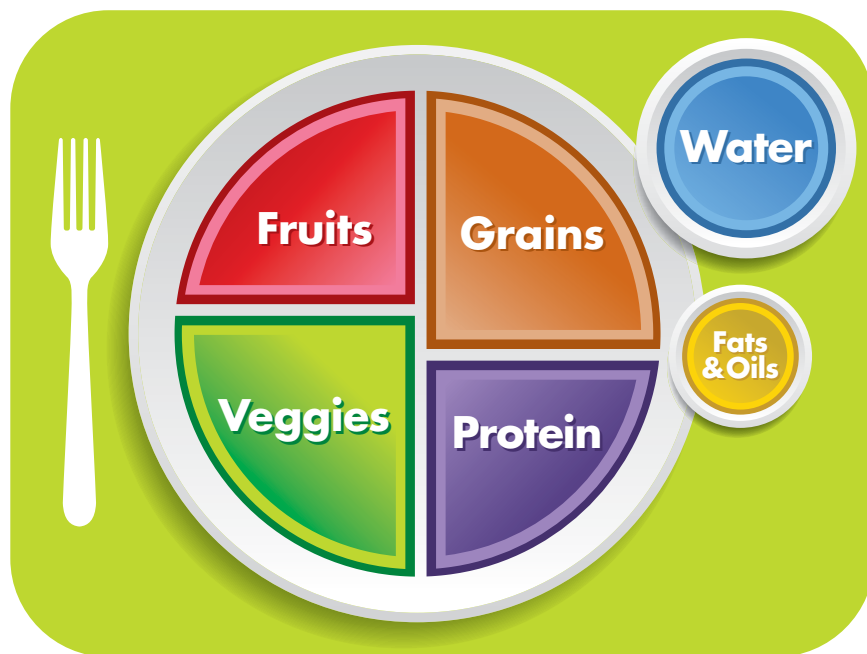 Fruits
Grains
Water
Fats
& Oils
Veggies
Protein